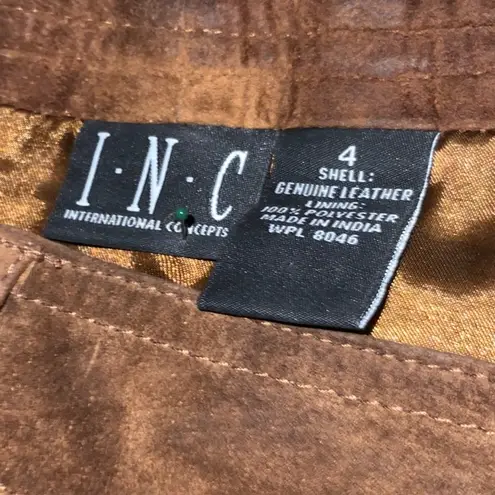 I·N·C
INTERNATIONAL CONCEPTS
4
SHELL:
GENUINE LEATHER
LINING:
100% POLYESTER
MADE IN INDIA
WPL 8046